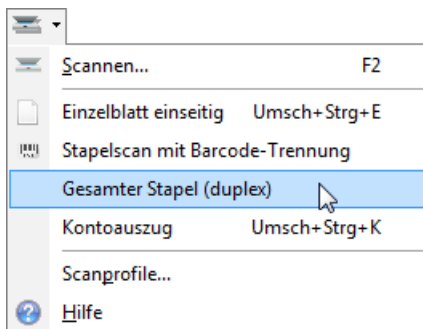 Scannen... F2
Einzelblatt einseitig Umsch+Strg+E
Stapelscan mit Barcode-Trennung
Gesamter Stapel (duplex)
Kontoauszug Umsch+Strg+K
Scanprofile...
Hilfe